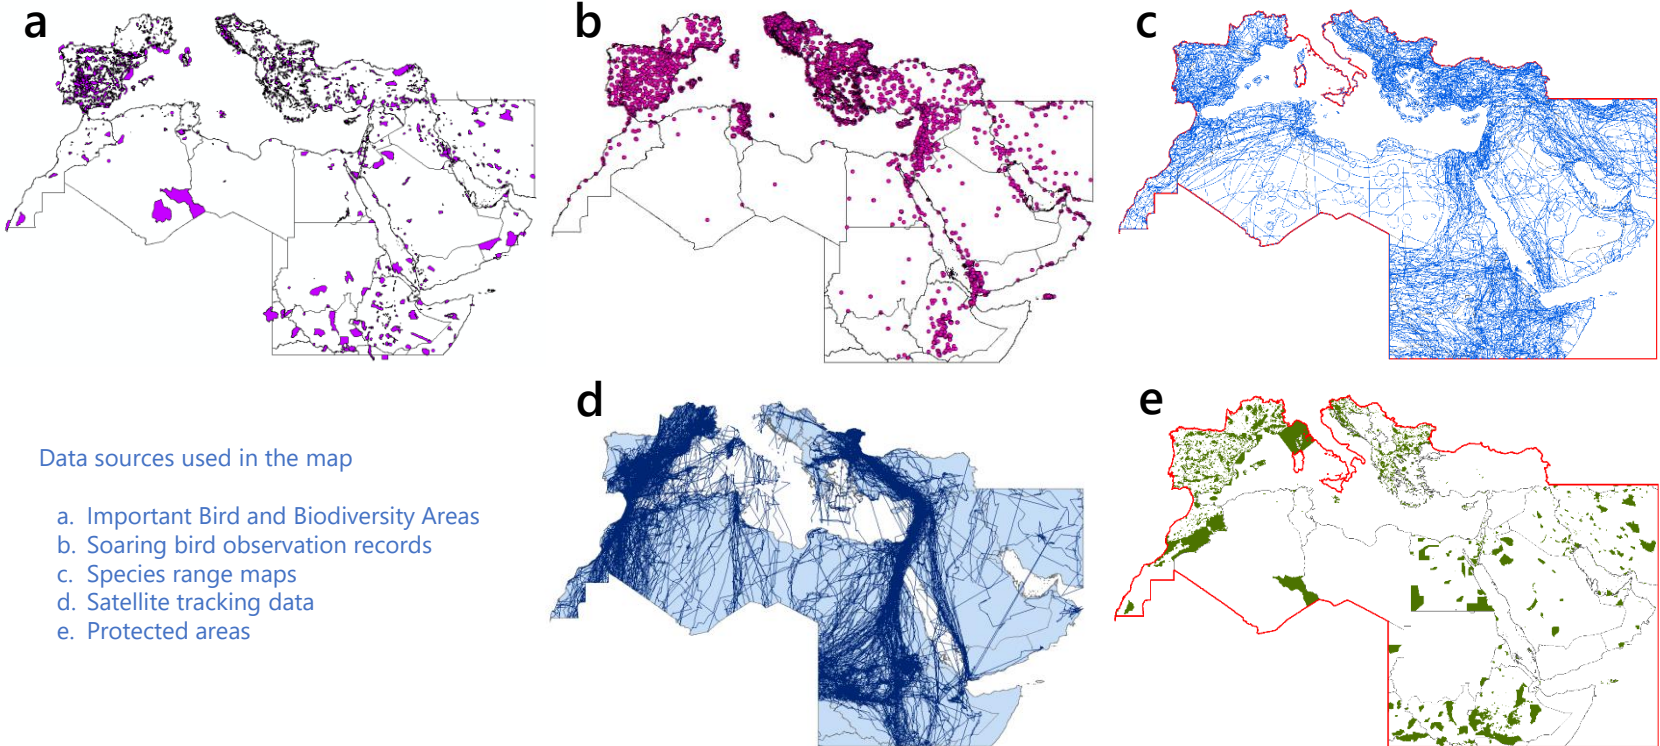 a
b
c
d
e
Data sources used in the map
a. Important Bird and Biodiversity Areas
b. Soaring bird observation records
c. Species range maps
d. Satellite tracking data
e. Protected areas